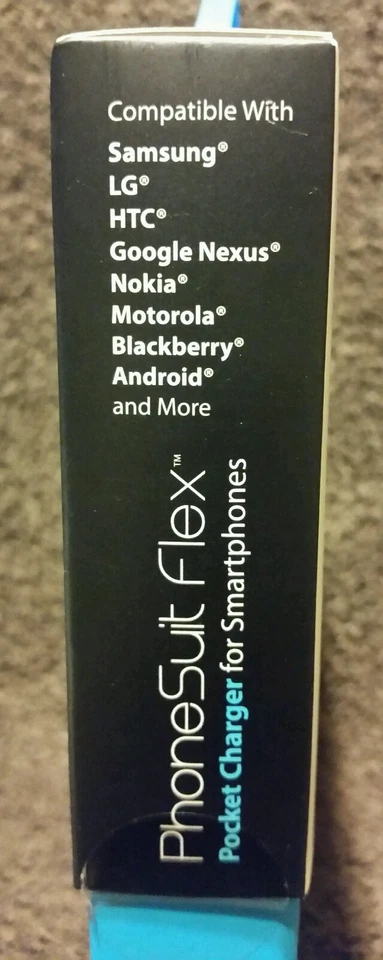 Compatible With
Samsung®
LG®
HTC®
Google Nexus®
Nokia®
Motorola®
Blackberry®
Android®
and More
PhoneSuit Flex™
Pocket Charger for Smartphones